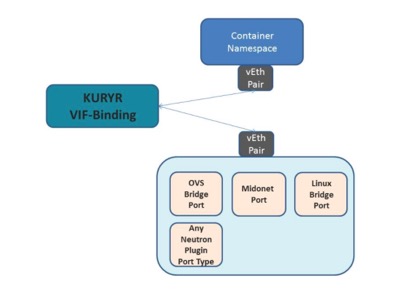 Container
Namespace
vEth
Pair
KURYR
VIF-Binding
vEth
Pair
OVS
Bridge
Port
Midonet
Port
Linux
Bridge
Port
Any
Neutron
Plugin
Port Type